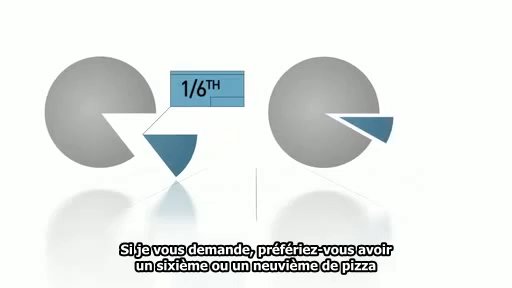 1/6TH
Si je vous demande, préfériez-vous avoir
un sixième ou un neuvième de pizza